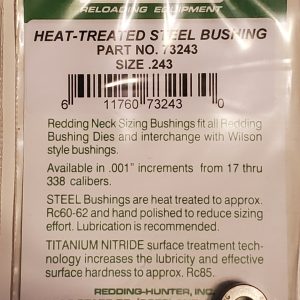 RELOADING EQUIPMENT
HEAT-TREATED STEEL BUSHING
PART NO. 73243
SIZE .243
6 11760 73243 0
Redding Neck Sizing Bushings fit all Redding
Bushing Dies and interchange with Wilson
style bushings.
Available in .001" increments from 17 thru
338 calibers.
STEEL Bushings are heat treated to approx.
Rc60-62 and hand polished to reduce sizing
effort. Lubrication is recommended.
TITANIUM NITRIDE surface treatment tech-
nology increases the lubricity and effective
surface hardness to approx. Rc85.
REDDING-HUNTER, INC.